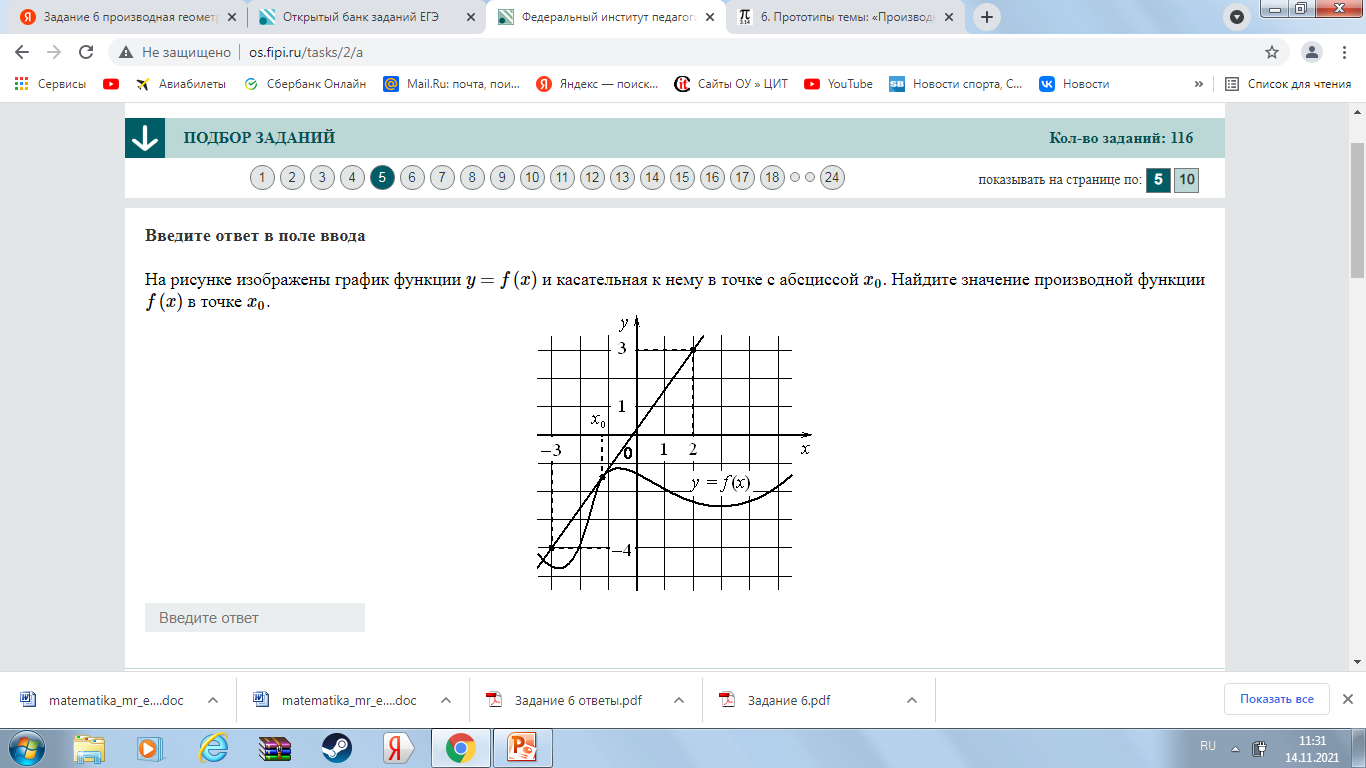 Задание 6 производная геомет
Открытый банк заданий ЕГЭ
Федеральный институт педагог
6. Прототипы темы: «Производ
Не защищено
os.fipi.ru/tasks/2/a
Сервисы
Авиабилеты
Сбербанк Онлайн
Mail.Ru: почта, пои...
Яндекс — поиск...
Сайты ОУ » ЦИТ
YouTube
Новости спорта, С...
Новости
»
Список для чтения
ПОДБОР ЗАДАНИЙ
Кол-во заданий: 116
1 2 3 4 5 6 7 8 9 10 11 12 13 14 15 16 17 18 24
показывать на странице по: 5 10
Введите ответ в поле ввода
На рисунке изображены график функции y = f (x) и касательная к нему в точке с абсциссой x₀. Найдите значение производной функции
f (x) в точке x₀.
y
3
1
x₀
−3 0 1 2 x
y = f(x)
−4
Введите ответ
matematika_mr_e....doc
matematika_mr_e....doc
Задание 6 ответы.pdf
Задание 6.pdf
Показать все
RU
11:31
14.11.2021